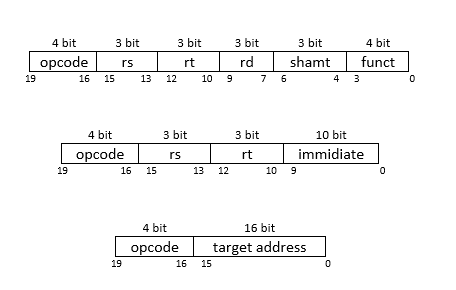 4 bit 3 bit 3 bit 3 bit 3 bit 4 bit
opcode rs rt rd shamt funct
19 16 15 13 12 10 9 7 6 4 3 0
4 bit 3 bit 3 bit 10 bit
opcode rs rt immidiate
19 16 15 13 12 10 9 0
4 bit 16 bit
opcode target address
19 16 15 0